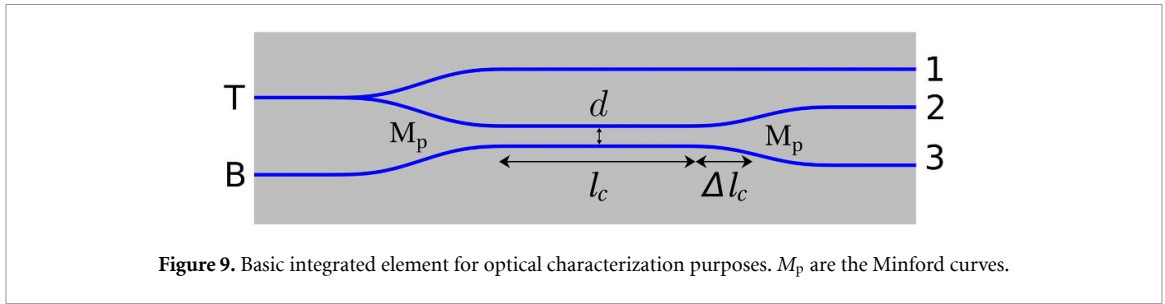 T
B
1
2
3
d
Mp
Mp
lc
Δlc
Figure 9. Basic integrated element for optical characterization purposes. Mp are the Minford curves.